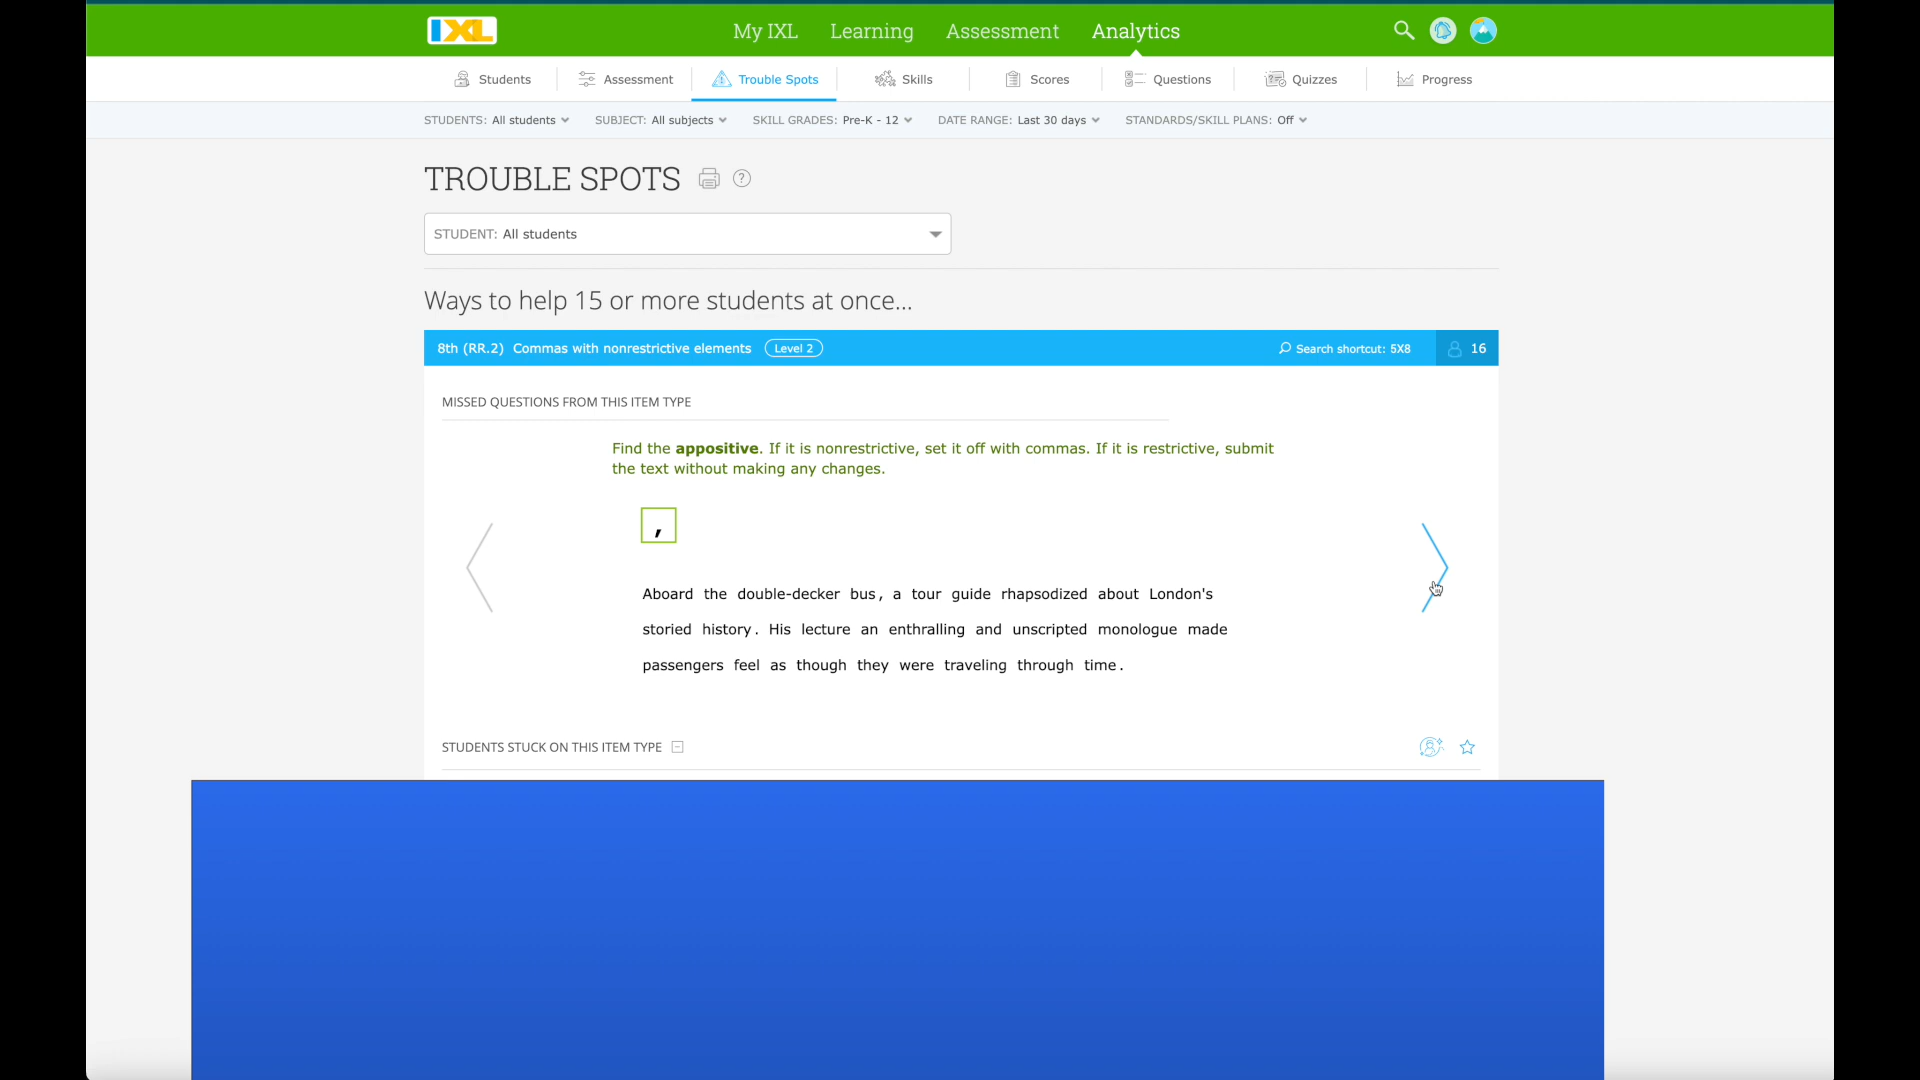 IXL
My IXL Learning Assessment Analytics
Students Assessment Trouble Spots Skills Scores Questions Quizzes Progress
STUDENTS: All students SUBJECT: All subjects SKILL GRADES: Pre-K - 12 DATE RANGE: Last 30 days STANDARDS/SKILL PLANS: Off
TROUBLE SPOTS ?
STUDENT: All students
Ways to help 15 or more students at once...
8th (RR.2) Commas with nonrestrictive elements Level 2 Search shortcut: 5X8 16
MISSED QUESTIONS FROM THIS ITEM TYPE
Find the appositive. If it is nonrestrictive, set it off with commas. If it is restrictive, submit
the text without making any changes.
,
Aboard the double-decker bus, a tour guide rhapsodized about London's
storied history. His lecture an enthralling and unscripted monologue made
passengers feel as though they were traveling through time.
STUDENTS STUCK ON THIS ITEM TYPE